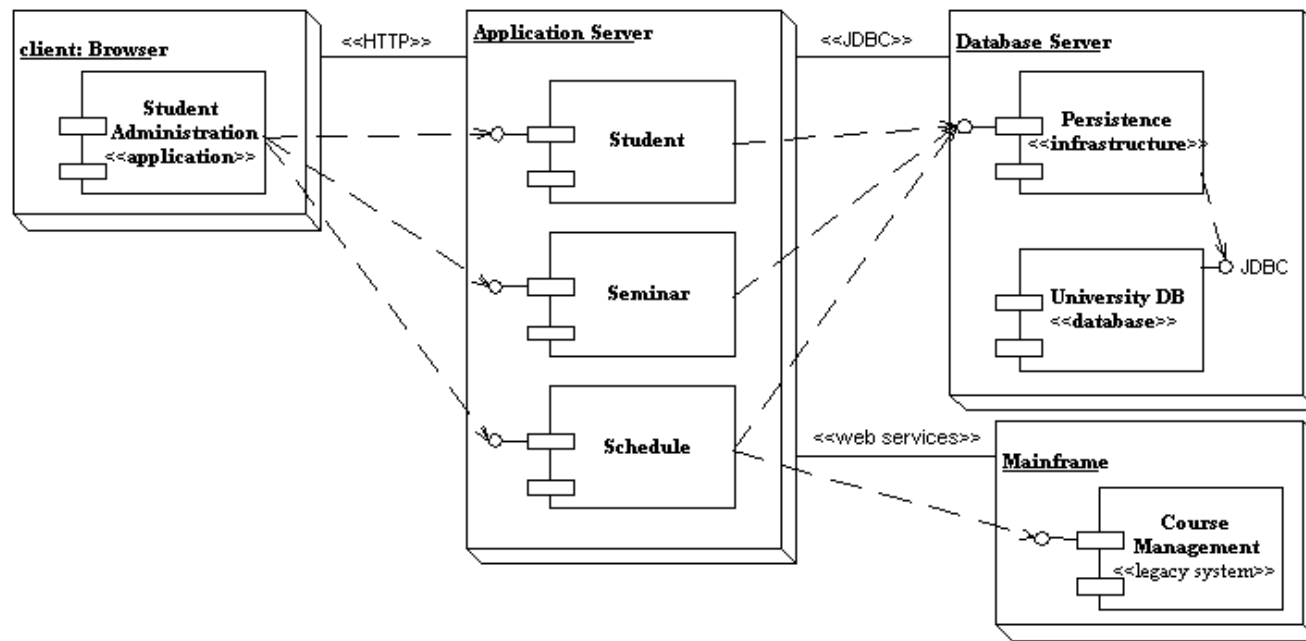 client: Browser
Student
Administration
<<application>>
<<HTTP>>
Application Server
Student
Seminar
Schedule
<<JDBC>>
Database Server
Persistence
<<infrastructure>>
JDBC
University DB
<<database>>
<<web services>>
Mainframe
Course
Management
<<legacy system>>